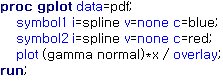 proc gplot data=pdf;
symbol1 i=spline v=none c=blue;
symbol2 i=spline v=none c=red;
plot (gamma normal)*x / overlay;
run;